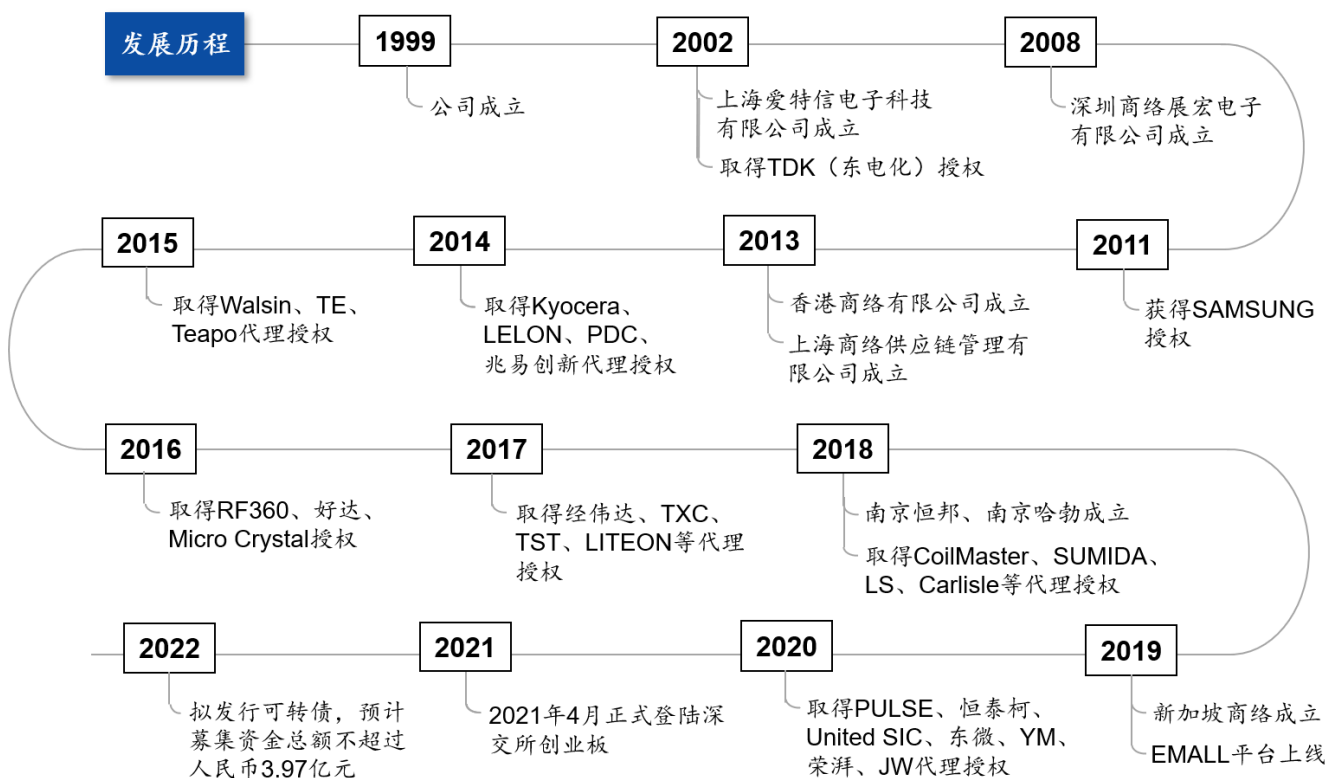 发展历程
1999
公司成立
2002
上海爱特信电子科技
有限公司成立
取得TDK（东电化）授权
2008
深圳商络展宏电子
有限公司成立
2011
获得SAMSUNG
授权
2013
香港商络有限公司成立
上海商络供应链管理有
限公司成立
2014
取得Kyocera、
LELON、PDC、
兆易创新代理授权
2015
取得Walsin、TE、
Teapo代理授权
2016
取得RF360、好达、
Micro Crystal授权
2017
取得经伟达、TXC、
TST、LITEON等代理
授权
2018
南京恒邦、南京哈勃成立
取得CoilMaster、SUMIDA、
LS、Carlisle等代理授权
2019
新加坡商络成立
EMALL平台上线
2020
取得PULSE、恒泰柯、
United SIC、东微、YM、
荣湃、JW代理授权
2021
2021年4月正式登陆深
交所创业板
2022
拟发行可转债，预计
募集资金总额不超过
人民币3.97亿元